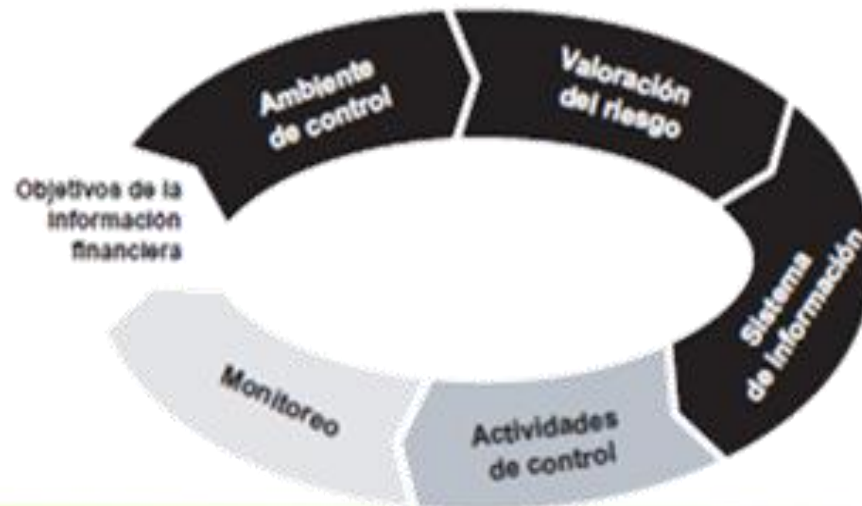 Ambiente
de control
Valoración
del riesgo
Sistema
de información
Actividades
de control
Monitoreo
Objetivos de la
información
financiera